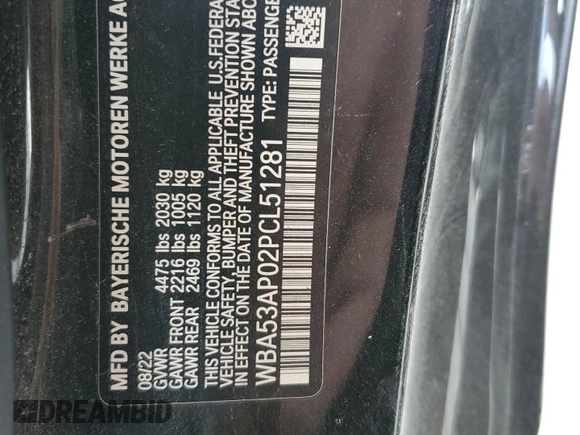 MFD BY BAYERISCHE MOTOREN WERKE AG
08/22
GVWR 4475 lbs 2030 kg
GAWR FRONT 2216 lbs 1005 kg
GAWR REAR 2469 lbs 1120 kg
THIS VEHICLE CONFORMS TO ALL APPLICABLE U.S. FEDERA
VEHICLE SAFETY, BUMPER AND THEFT PREVENTION STA
IN EFFECT ON THE DATE OF MANUFACTURE SHOWN ABO
WBA53AP02PCL51281 TYPE: PASSENGE
DREAMBID